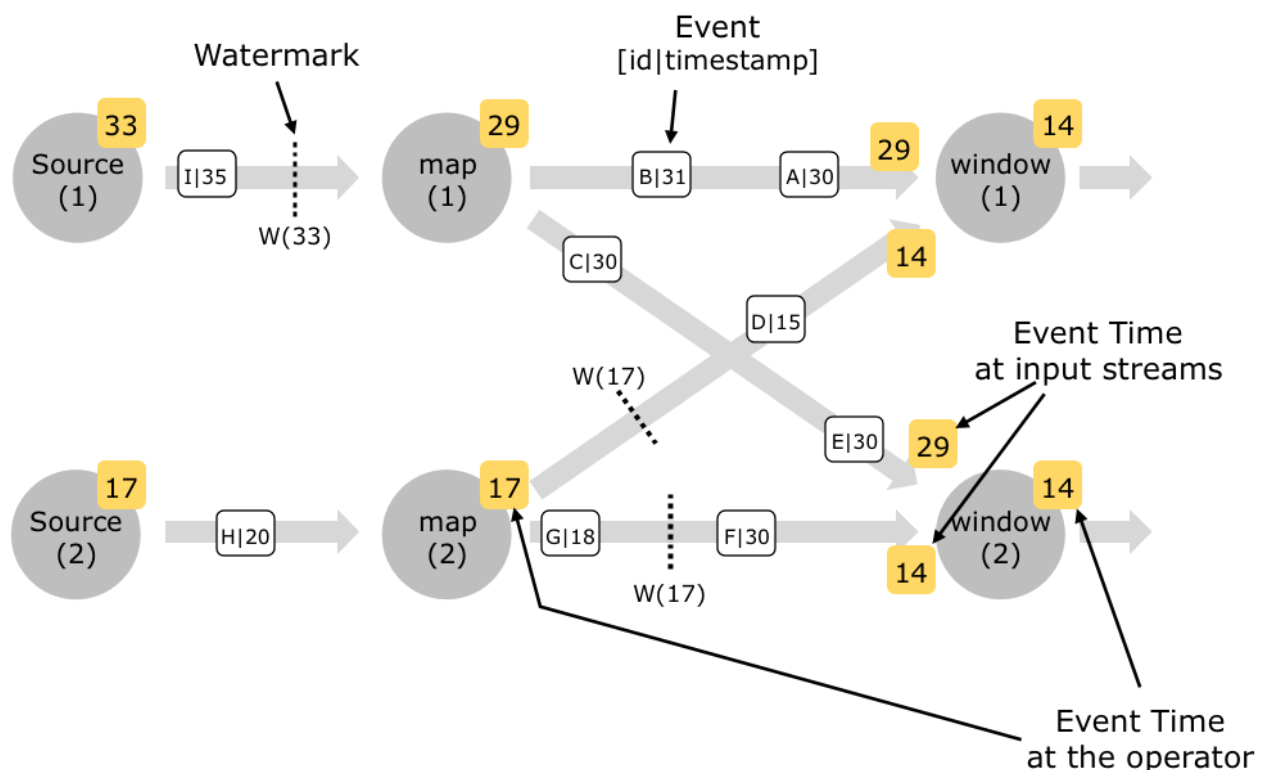 Event
[id|timestamp]
Watermark
33
29
29
14
Source
(1)
I|35
W(33)
map
(1)
B|31
A|30
window
(1)
C|30
14
D|15
Event Time
at input streams
W(17)
E|30
29
17
17
14
Source
(2)
H|20
map
(2)
G|18
F|30
window
(2)
14
W(17)
Event Time
at the operator